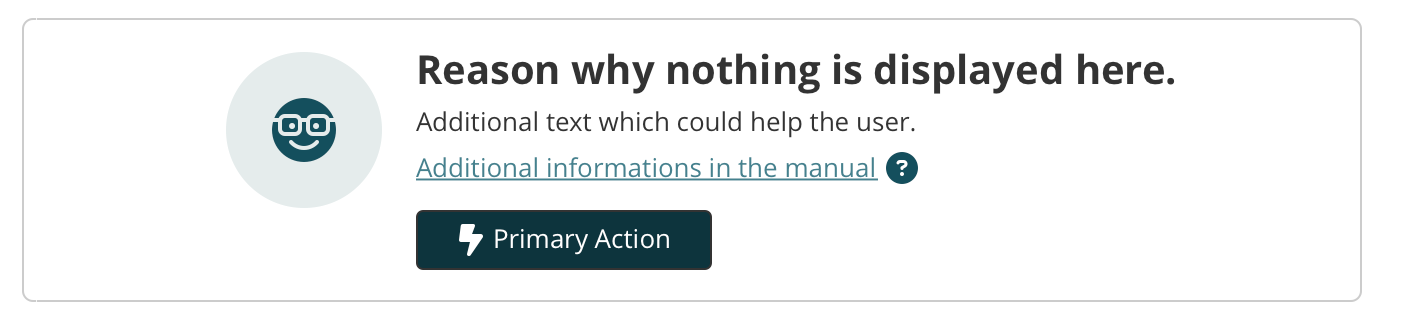 Reason why nothing is displayed here.
Additional text which could help the user.
Additional informations in the manual ?
Primary Action